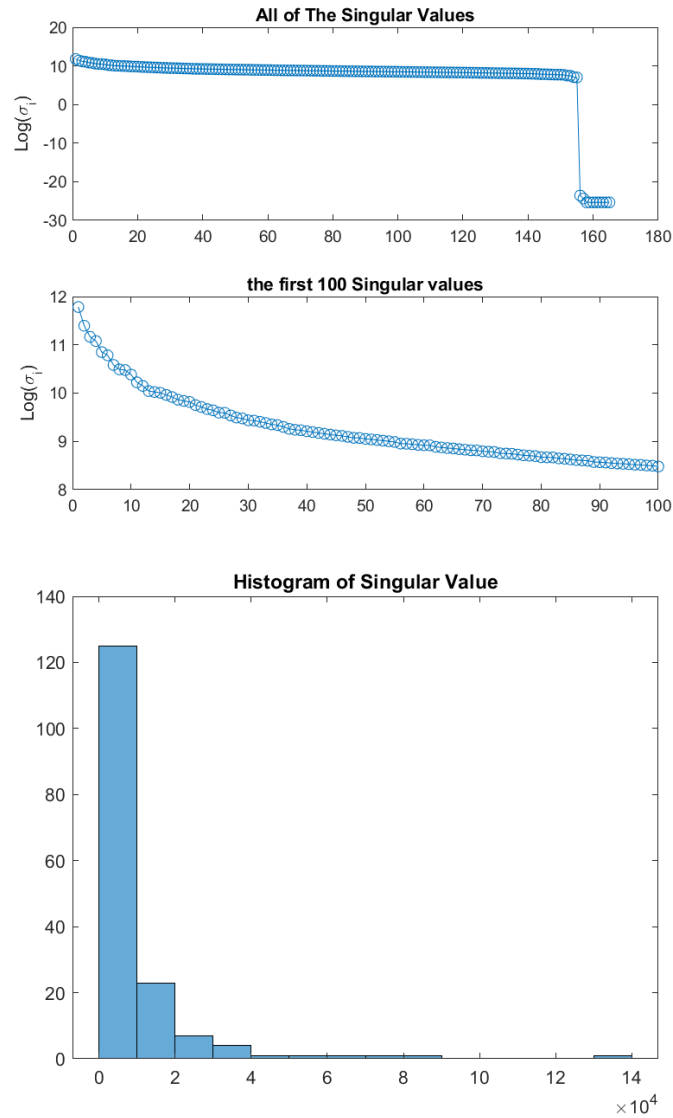 All of The Singular Values
20
10
0
-10
-20
-30
Log(σi)
0 20 40 60 80 100 120 140 160 180
the first 100 Singular values
12
11
10
9
8
Log(σi)
0 10 20 30 40 50 60 70 80 90 100
Histogram of Singular Value
140
120
100
80
60
40
20
0
0 2 4 6 8 10 12 14
×10^4